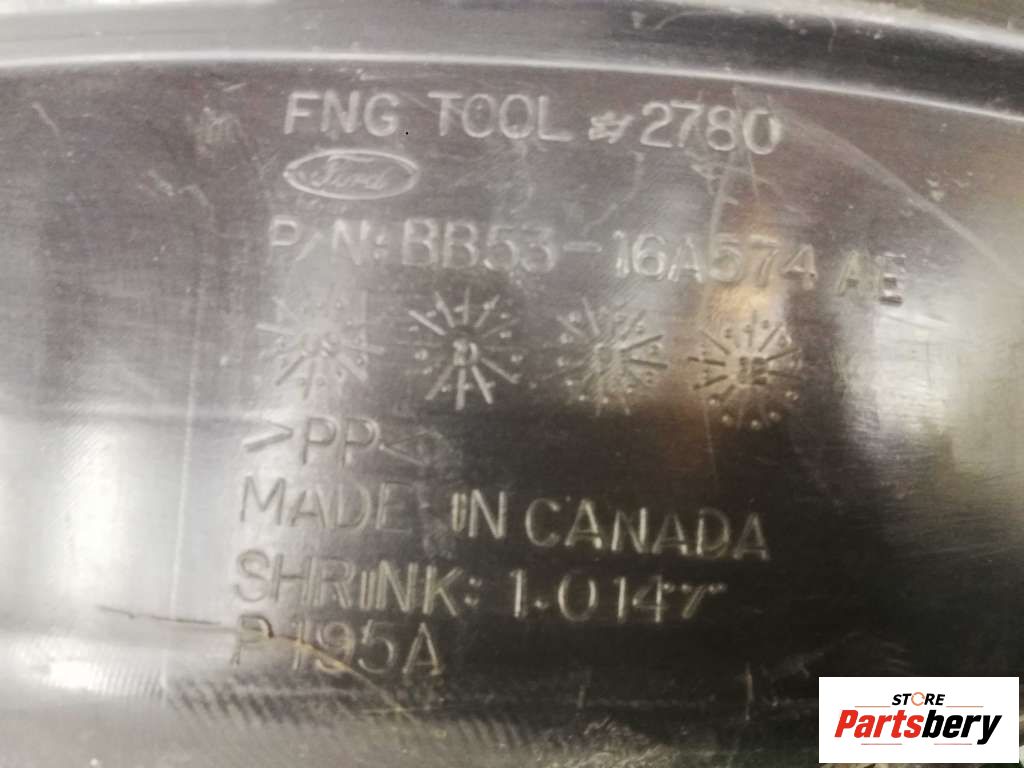 FNG TOOL #2780
Ford
P/N: BB53-16A574 AE
>PP<
MADE IN CANADA
SHRINK: 1.0147
P195A
STORE
Partsbery